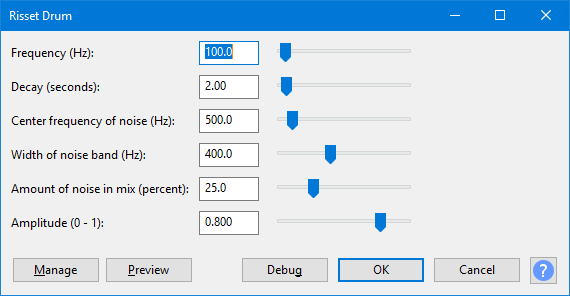 Risset Drum
Frequency (Hz): 100.0
Decay (seconds): 2.00
Center frequency of noise (Hz): 500.0
Width of noise band (Hz): 400.0
Amount of noise in mix (percent): 25.0
Amplitude (0 - 1): 0.800
Manage Preview Debug OK Cancel ?